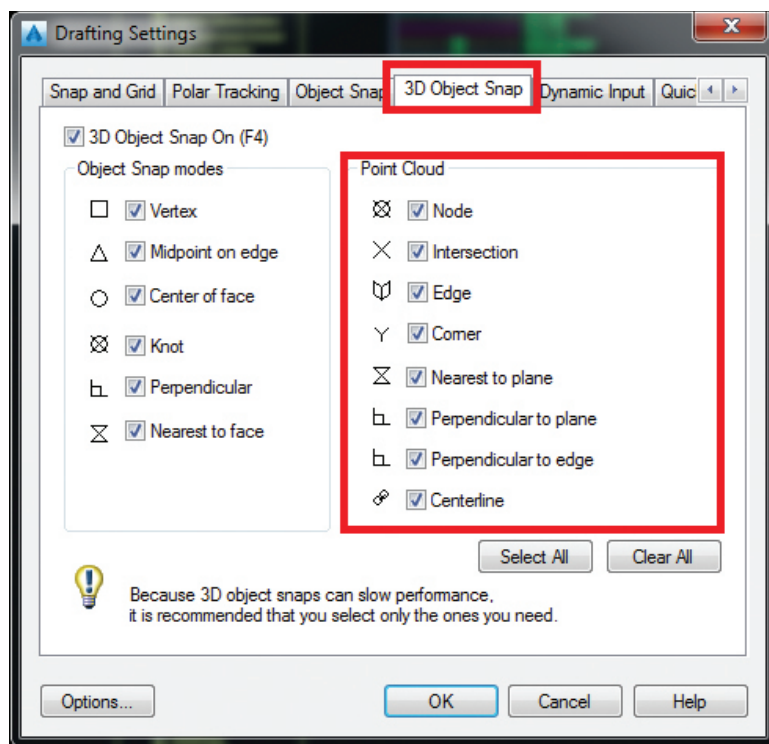 Drafting Settings
Snap and Grid
Polar Tracking
Object Snap
3D Object Snap
Dynamic Input
Quic
3D Object Snap On (F4)
Object Snap modes
Vertex
Midpoint on edge
Center of face
Knot
Perpendicular
Nearest to face
Point Cloud
Node
Intersection
Edge
Corner
Nearest to plane
Perpendicular to plane
Perpendicular to edge
Centerline
Select All
Clear All
Because 3D object snaps can slow performance,
it is recommended that you select only the ones you need.
Options...
OK
Cancel
Help